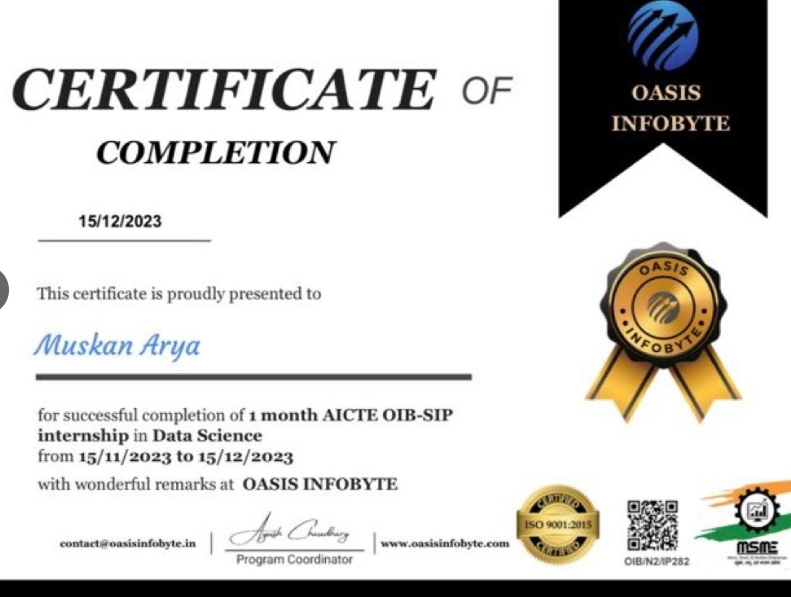 CERTIFICATE OF
COMPLETION
OASIS
INFOBYTE
15/12/2023
This certificate is proudly presented to
Muskan Arya
OASIS
INFOBYTE
for successful completion of 1 month AICTE OIB-SIP
internship in Data Science
from 15/11/2023 to 15/12/2023
with wonderful remarks at OASIS INFOBYTE
contact@oasisinfobyte.in
Ayush Choudhary
Program Coordinator
www.oasisinfobyte.com
CERTIFIED
ISO 9001:2015
CERTIFIED
OIB/N2/IP282
MSME